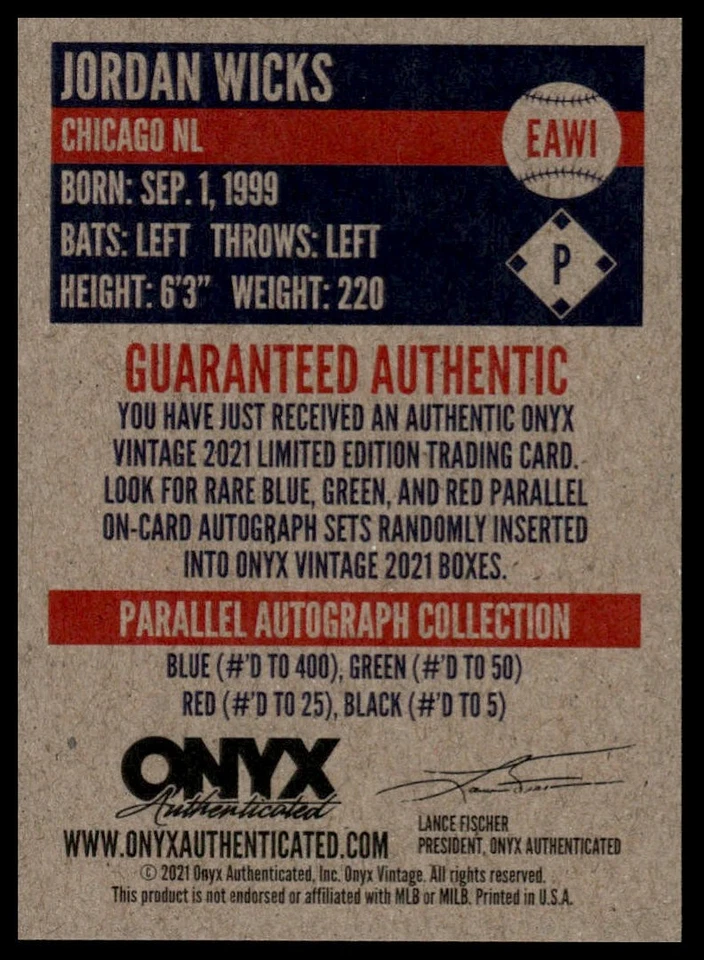 JORDAN WICKS
CHICAGO NL
EAWI
BORN: SEP. 1, 1999
BATS: LEFT THROWS: LEFT
P
HEIGHT: 6'3" WEIGHT: 220
GUARANTEED AUTHENTIC
YOU HAVE JUST RECEIVED AN AUTHENTIC ONYX
VINTAGE 2021 LIMITED EDITION TRADING CARD.
LOOK FOR RARE BLUE, GREEN, AND RED PARALLEL
ON-CARD AUTOGRAPH SETS RANDOMLY INSERTED
INTO ONYX VINTAGE 2021 BOXES.
PARALLEL AUTOGRAPH COLLECTION
BLUE (#'D TO 400), GREEN (#'D TO 50)
RED (#'D TO 25), BLACK (#'D TO 5)
ONYX
Authenticated
WWW.ONYXAUTHENTICATED.COM
LANCE FISCHER
PRESIDENT, ONYX AUTHENTICATED
© 2021 Onyx Authenticated, Inc. Onyx Vintage. All rights reserved.
This product is not endorsed or affiliated with MLB or MILB. Printed in U.S.A.